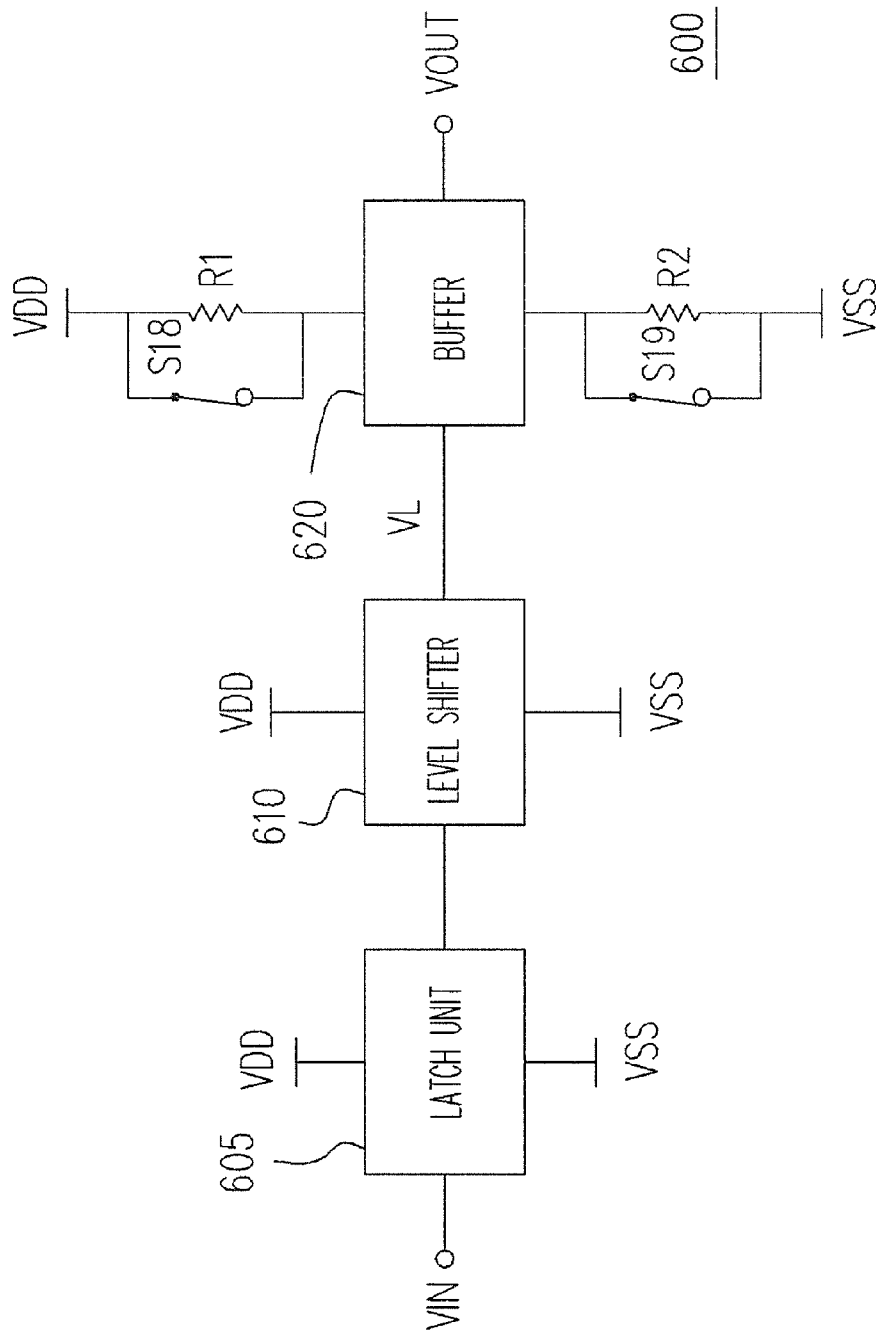 VIN
605
LATCH UNIT
VDD
VSS
610
LEVEL SHIFTER
VDD
VSS
VL
620
BUFFER
VDD
S18
R1
S19
R2
VSS
VOUT
600